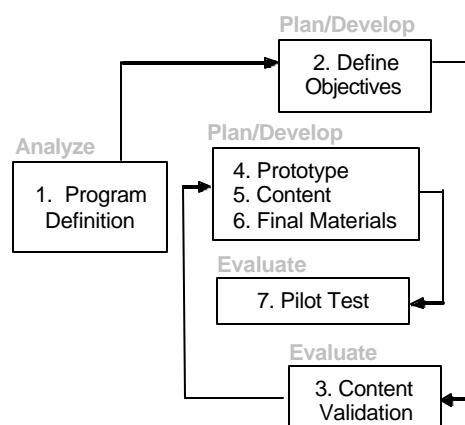 Plan/Develop
2. Define
Objectives
Plan/Develop
Analyze
1. Program
Definition
4. Prototype
5. Content
6. Final Materials
Evaluate
7. Pilot Test
Evaluate
3. Content
Validation